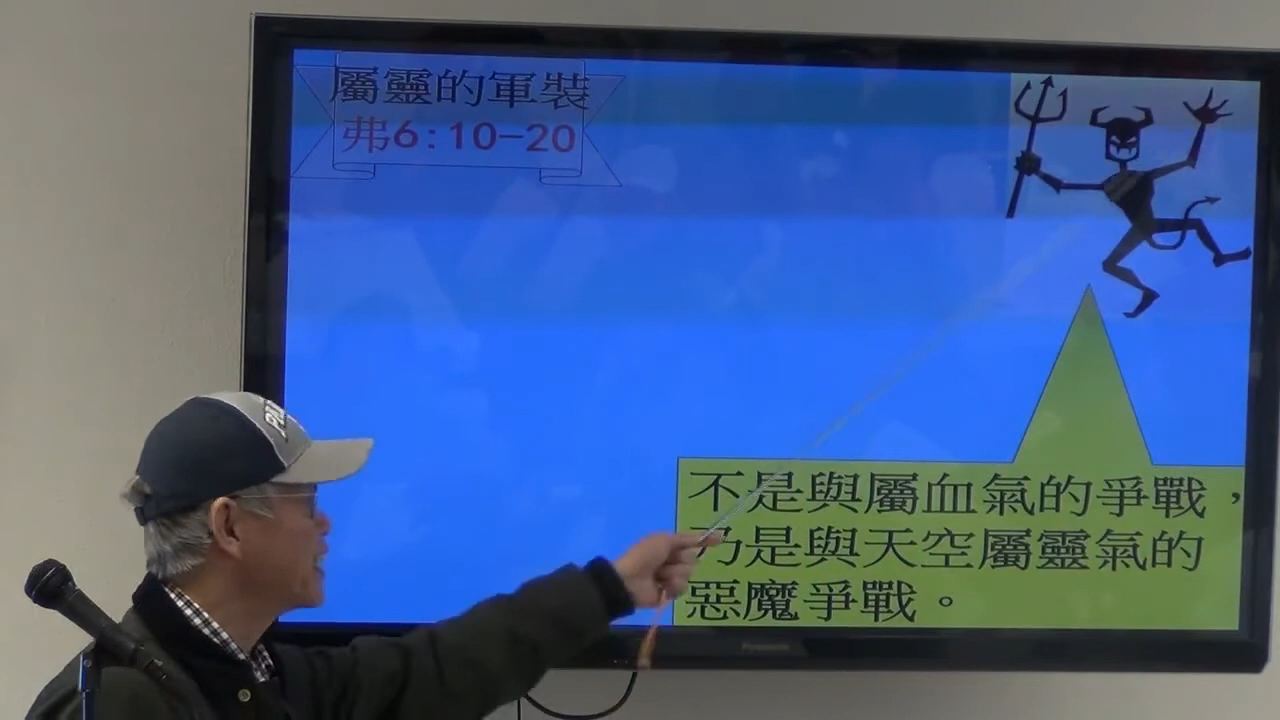 屬靈的軍裝
弗6:10-20
不是與屬血氣的爭戰，
乃是與天空屬靈氣的
惡魔爭戰。
Panasonic